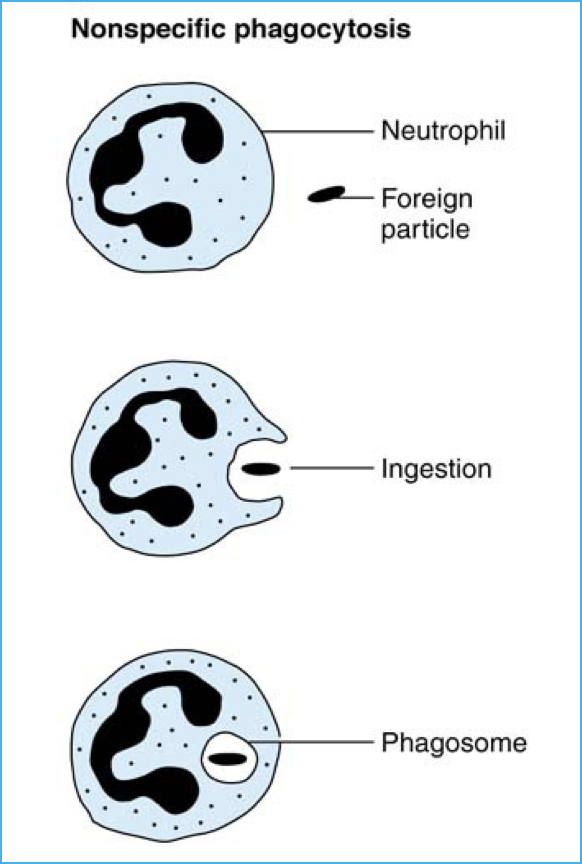 Nonspecific phagocytosis
Neutrophil
Foreign
particle
Ingestion
Phagosome